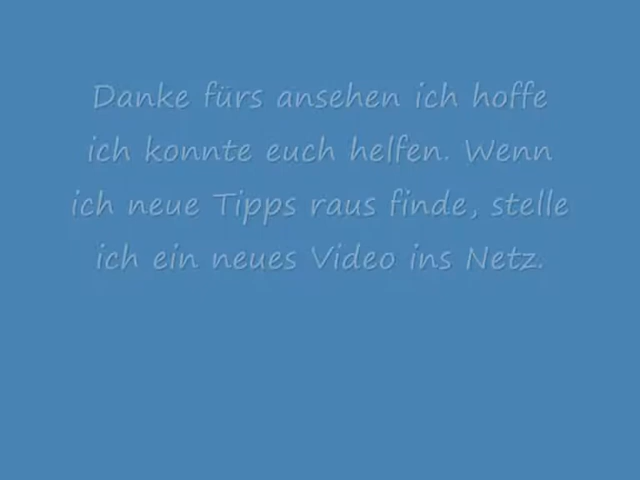 Danke fürs ansehen ich hoffe
ich konnte euch helfen. Wenn
ich neue Tipps raus finde, stelle
ich ein neues Video ins Netz.